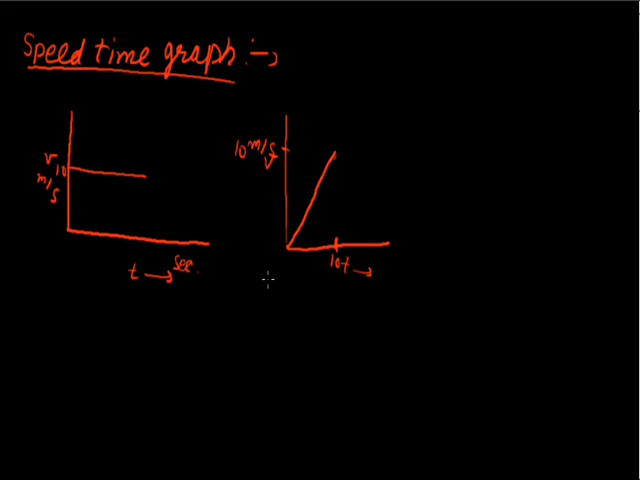 Speed time graph :→
v 10
m/s
t → sec.
10 m/s
v
10 t →